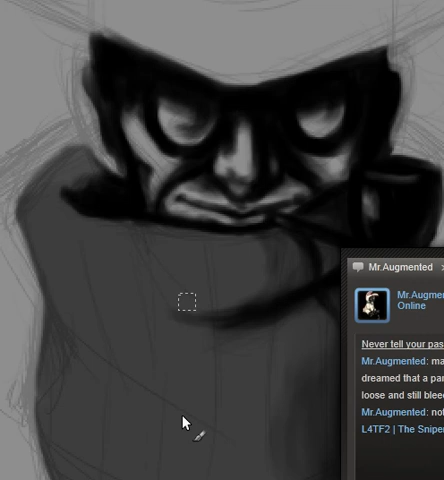 Mr.Augmented
Mr.Augme
Online
Never tell your pas
Mr.Augmented: ma
dreamed that a par
loose and still blee
Mr.Augmented: not
L4TF2 | The Snipe